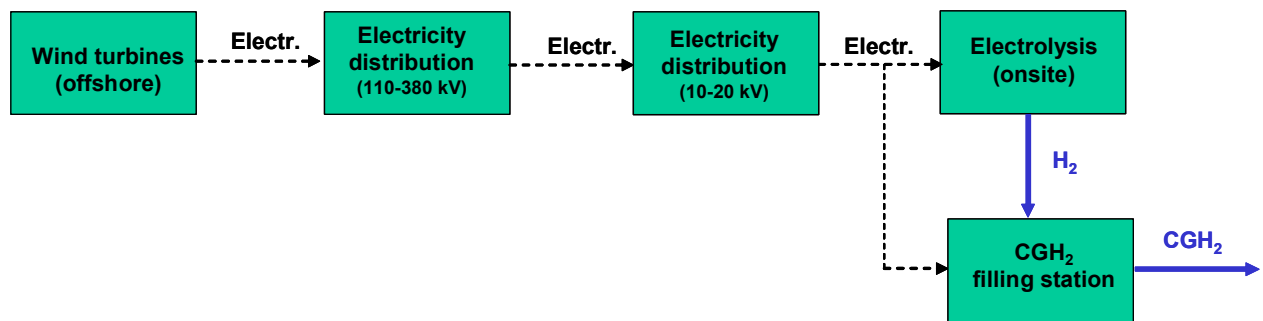 Wind turbines
(offshore)
Electr.
Electricity
distribution
(110-380 kV)
Electr.
Electricity
distribution
(10-20 kV)
Electr.
Electrolysis
(onsite)
H₂
CGH₂
filling station
CGH₂